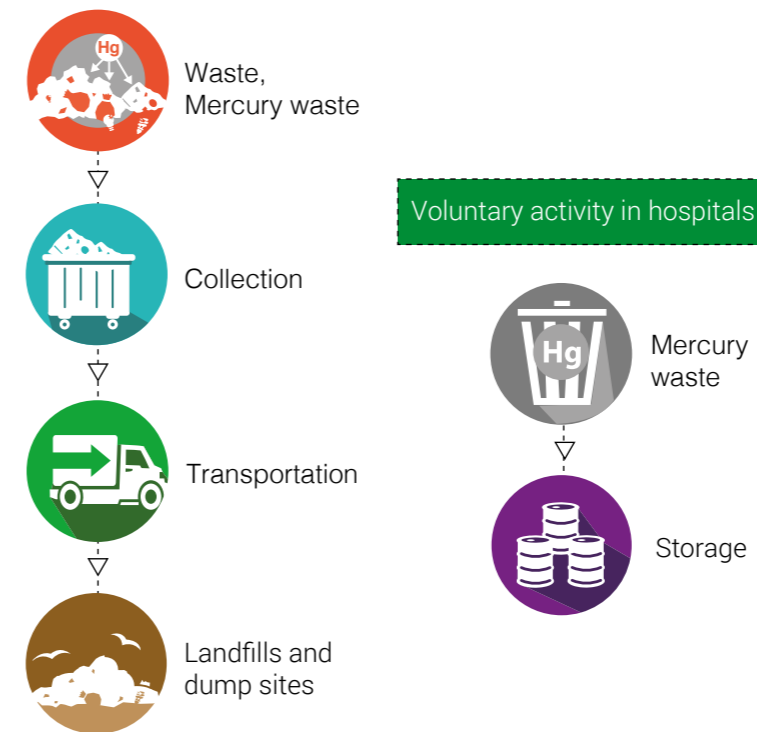 Hg
Waste,
Mercury waste
Collection
Transportation
Landfills and
dump sites
Voluntary activity in hospitals
Hg
Mercury
waste
Storage